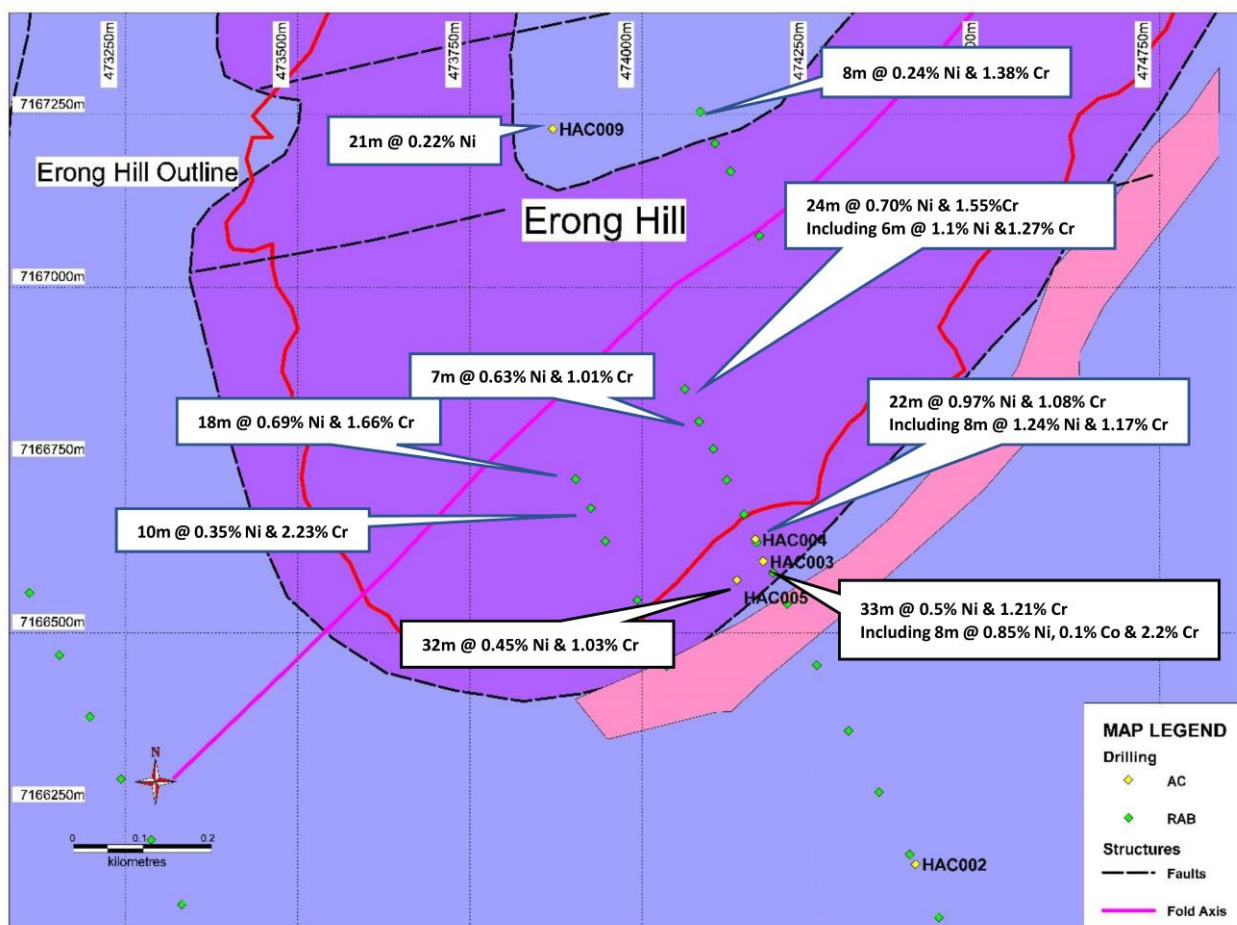 473250m
473500m
473750m
474000m
474250m
00m
474750m
8m @ 0.24% Ni & 1.38% Cr
7167250m
21m @ 0.22% Ni
HAC009
Erong Hill Outline
Erong Hill
24m @ 0.70% Ni & 1.55%Cr
Including 6m @ 1.1% Ni &1.27% Cr
7167000m
7m @ 0.63% Ni & 1.01% Cr
22m @ 0.97% Ni & 1.08% Cr
Including 8m @ 1.24% Ni & 1.17% Cr
18m @ 0.69% Ni & 1.66% Cr
7166750m
10m @ 0.35% Ni & 2.23% Cr
HAC004
HAC003
HAC005
33m @ 0.5% Ni & 1.21% Cr
Including 8m @ 0.85% Ni, 0.1% Co & 2.2% Cr
7166500m
32m @ 0.45% Ni & 1.03% Cr
N
7166250m
0 0.1 0.2
kilometres
HAC002
MAP LEGEND
Drilling
AC
RAB
Structures
Faults
Fold Axis